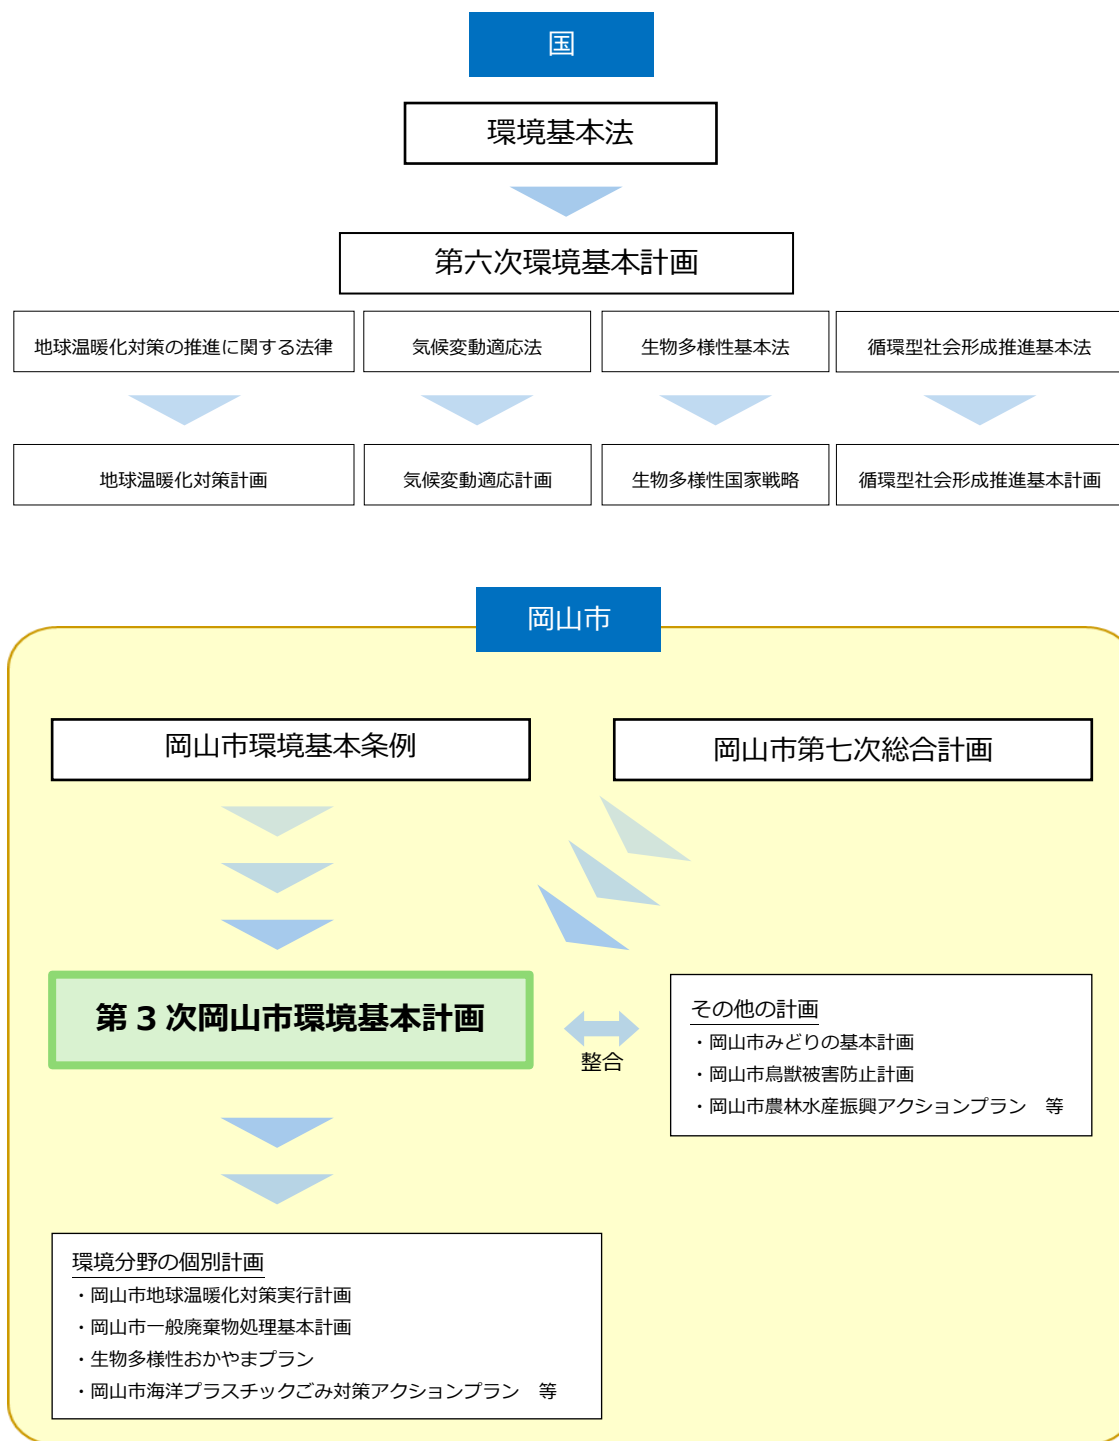 国
環境基本法
第六次環境基本計画
地球温暖化対策の推進に関する法律
気候変動適応法
生物多様性基本法
循環型社会形成推進基本法
地球温暖化対策計画
気候変動適応計画
生物多様性国家戦略
循環型社会形成推進基本計画
岡山市
岡山市環境基本条例
岡山市第七次総合計画
第３次岡山市環境基本計画
整合
その他の計画
・岡山市みどりの基本計画
・岡山市鳥獣被害防止計画
・岡山市農林水産振興アクションプラン　等
環境分野の個別計画
・岡山市地球温暖化対策実行計画
・岡山市一般廃棄物処理基本計画
・生物多様性おかやまプラン
・岡山市海洋プラスチックごみ対策アクションプラン　等